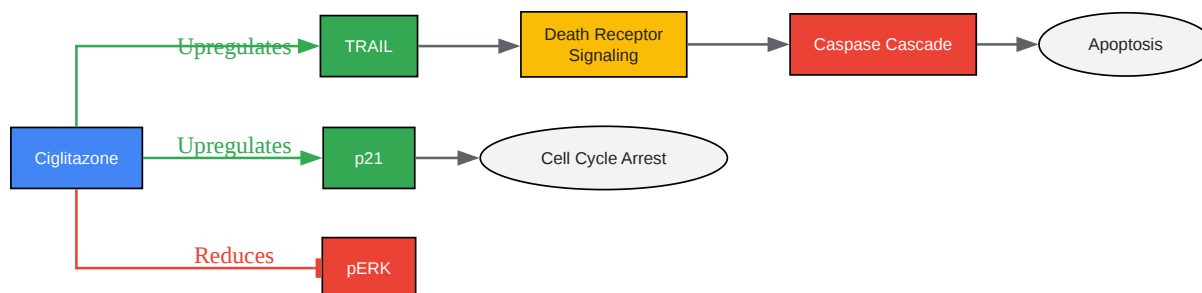 Upregulates
TRAIL
Death Receptor
Signaling
Caspase Cascade
Apoptosis
Ciglitazone
Upregulates
p21
Cell Cycle Arrest
Reduces
pERK